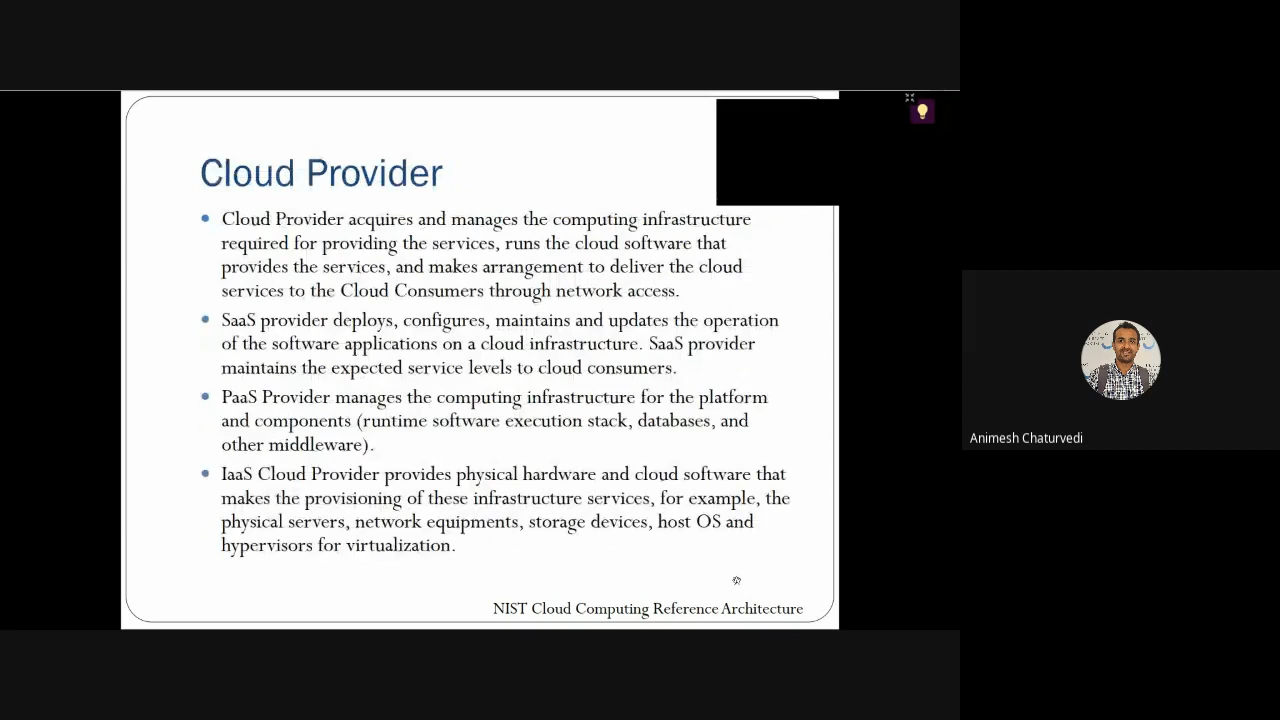 Cloud Provider
• Cloud Provider acquires and manages the computing infrastructure
required for providing the services, runs the cloud software that
provides the services, and makes arrangement to deliver the cloud
services to the Cloud Consumers through network access.
• SaaS provider deploys, configures, maintains and updates the operation
of the software applications on a cloud infrastructure. SaaS provider
maintains the expected service levels to cloud consumers.
• PaaS Provider manages the computing infrastructure for the platform
and components (runtime software execution stack, databases, and
other middleware).
• IaaS Cloud Provider provides physical hardware and cloud software that
makes the provisioning of these infrastructure services, for example, the
physical servers, network equipments, storage devices, host OS and
hypervisors for virtualization.
NIST Cloud Computing Reference Architecture
Animesh Chaturvedi